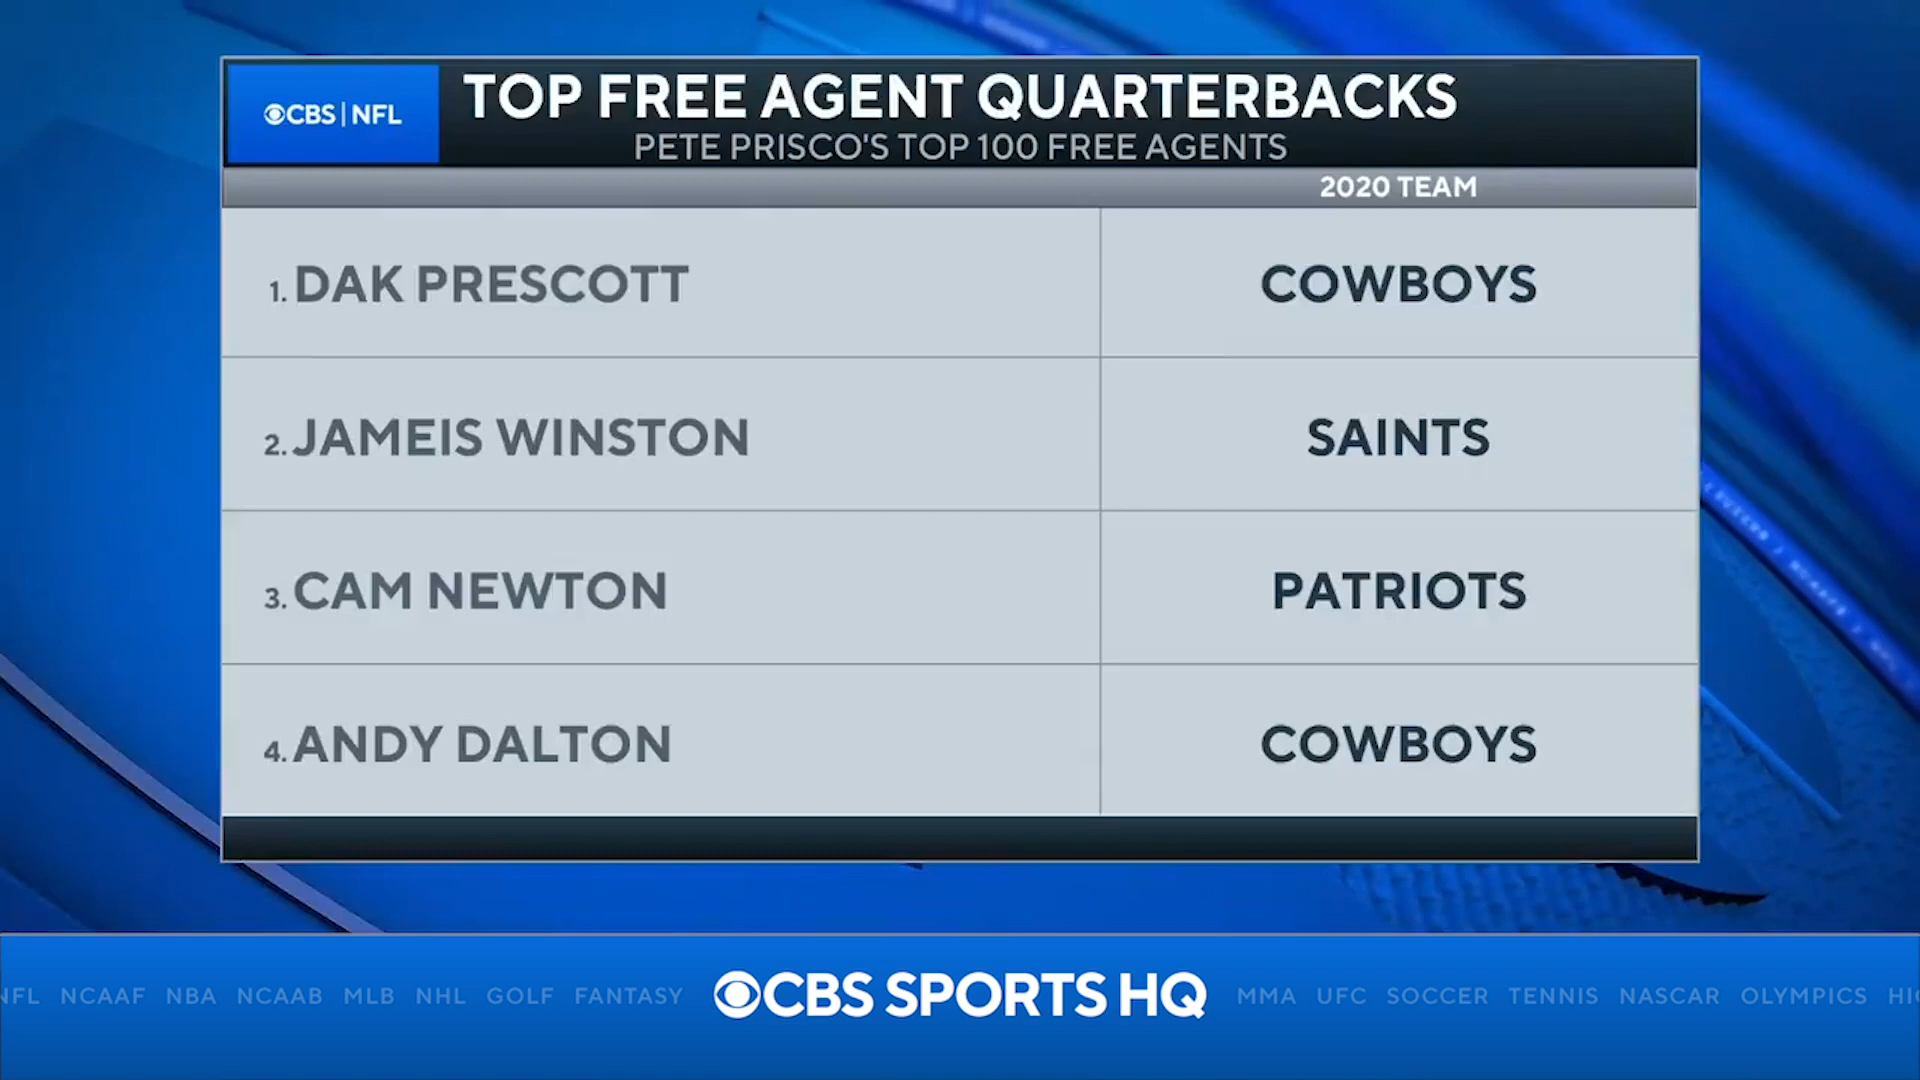 CBS | NFL
TOP FREE AGENT QUARTERBACKS
PETE PRISCO'S TOP 100 FREE AGENTS
2020 TEAM
1. DAK PRESCOTT COWBOYS
2. JAMEIS WINSTON SAINTS
3. CAM NEWTON PATRIOTS
4. ANDY DALTON COWBOYS
NFL NCAAF NBA NCAAB MLB NHL GOLF FANTASY CBS SPORTS HQ MMA UFC SOCCER TENNIS NASCAR OLYMPICS